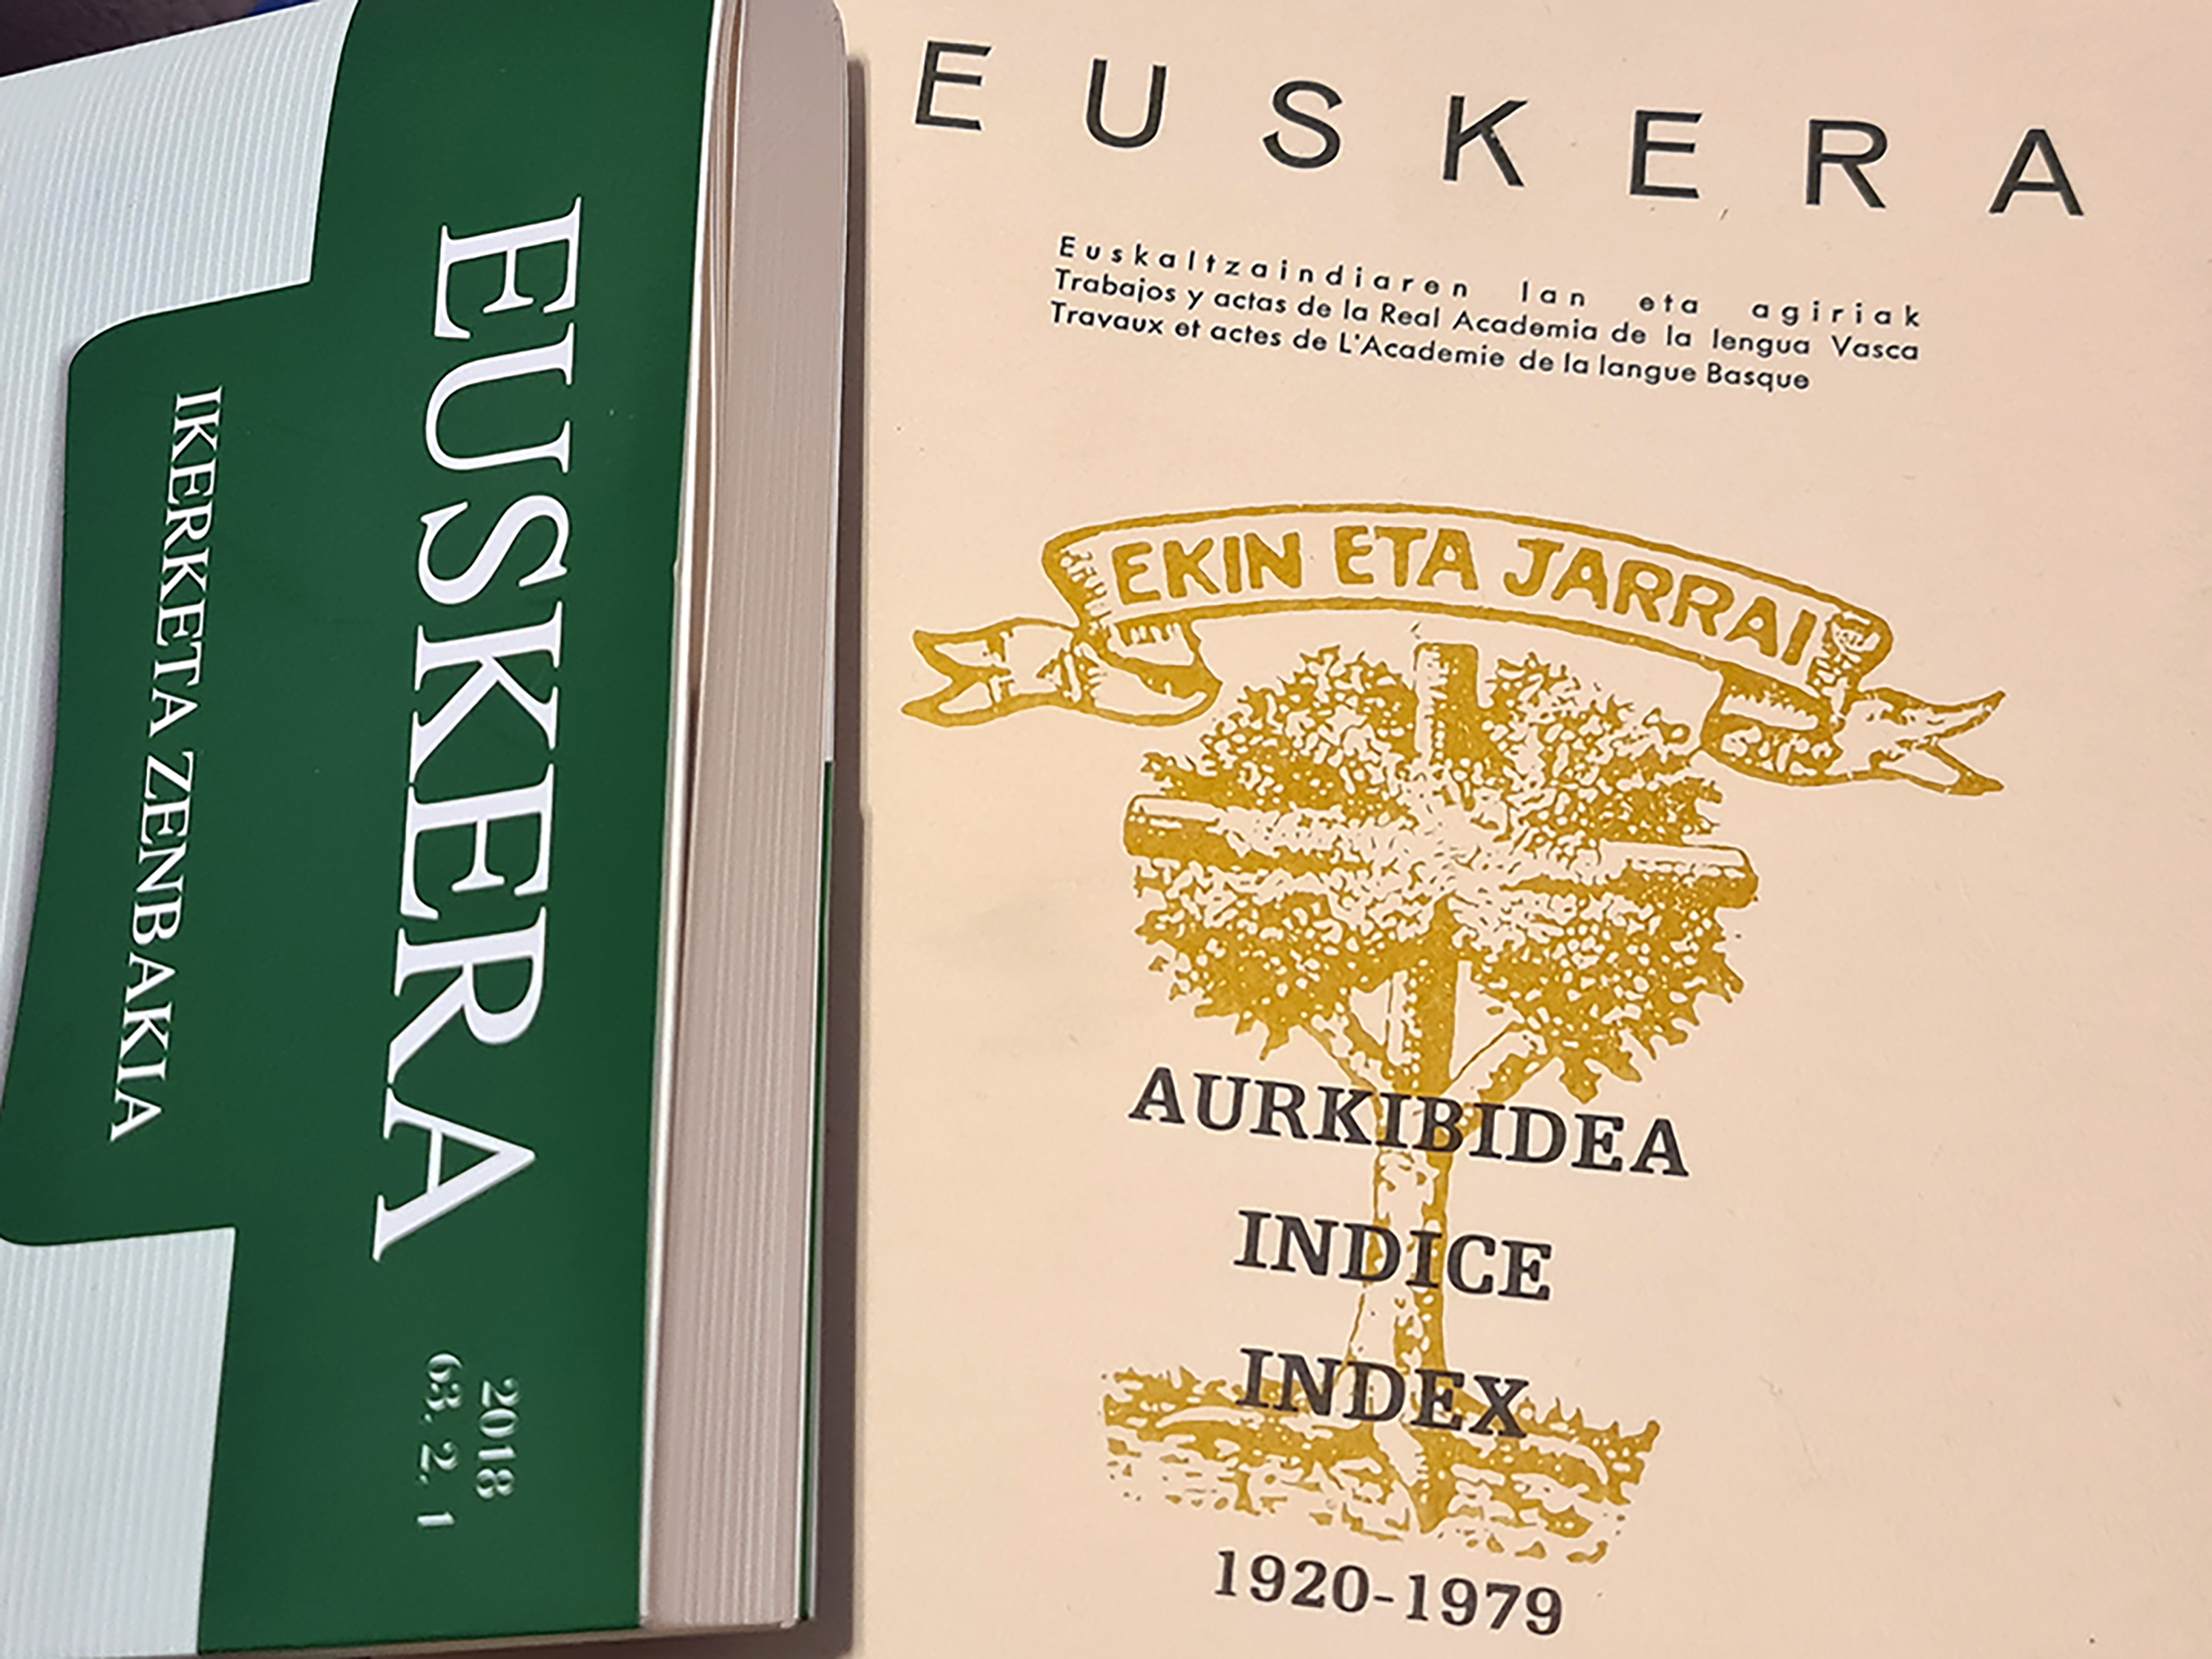 EUSKERA
IKERKETA ZENBAKIA
2018
63, 2, 1
EUSKERA
Euskaltzaindiaren lan eta agiriak
Trabajos y actas de la Real Academia de la lengua Vasca
Travaux et actes de L'Academie de la langue Basque
EKIN ETA JARRAI
AURKIBIDEA
INDICE
INDEX
1920-1979